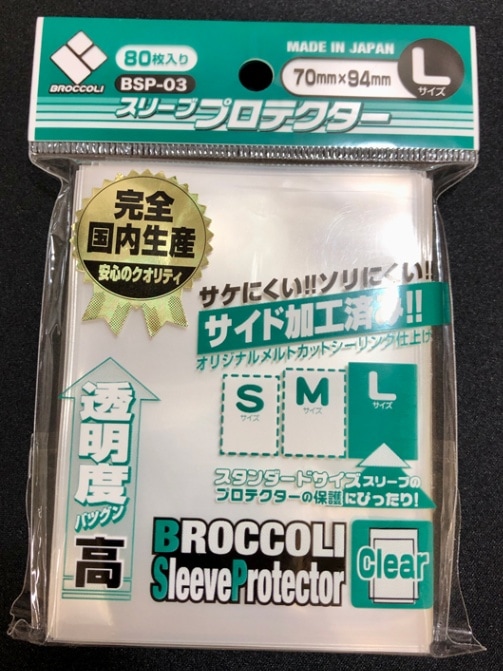 BROCCOLI
80枚入り
BSP-03
MADE IN JAPAN
70mm×94mm
L
サイズ
スリーブプロテクター
完全
国内生産
安心のクオリティ
サケにくい!!ソリにくい!!
サイド加工済み!!
オリジナルメルトカットシーリング仕上げ
S
サイズ
M
サイズ
L
サイズ
スタンダードサイズスリーブの
プロテクターの保護にぴったり!
透明度
バツグン
高
BROCCOLI
SleeveProtector
Clear